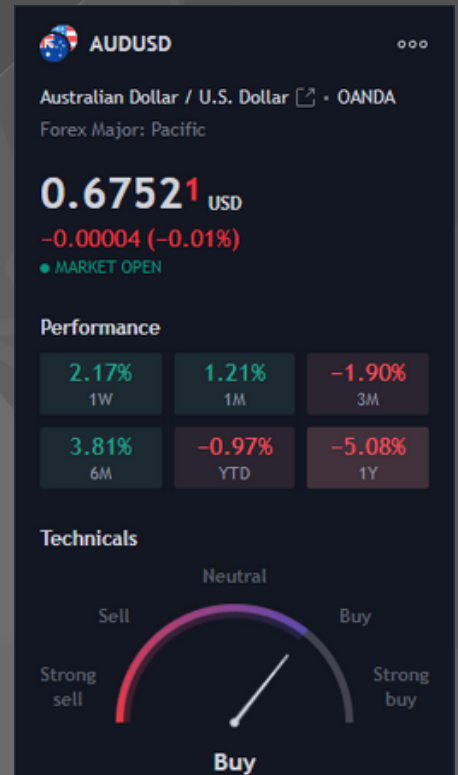 AUDUSD
Australian Dollar / U.S. Dollar • OANDA
Forex Major: Pacific
0.67521 USD
−0.00004 (−0.01%)
• MARKET OPEN
Performance
2.17% 1.21% −1.90%
1W 1M 3M
3.81% −0.97% −5.08%
6M YTD 1Y
Technicals
Neutral
Sell Buy
Strong sell Strong buy
Buy